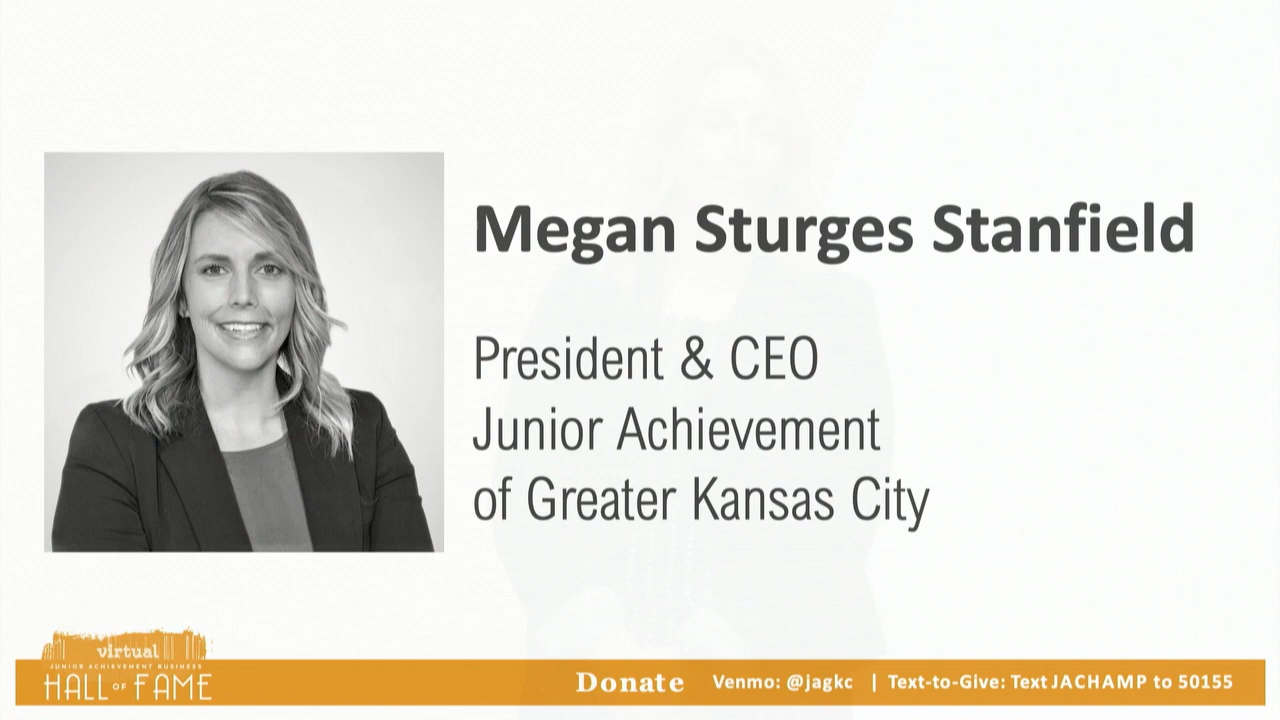 Megan Sturges Stanfield
President & CEO
Junior Achievement
of Greater Kansas City
virtual
JUNIOR ACHIEVEMENT BUSINESS
HALL OF FAME
Donate Venmo: @jagkc | Text-to-Give: Text JACHAMP to 50155